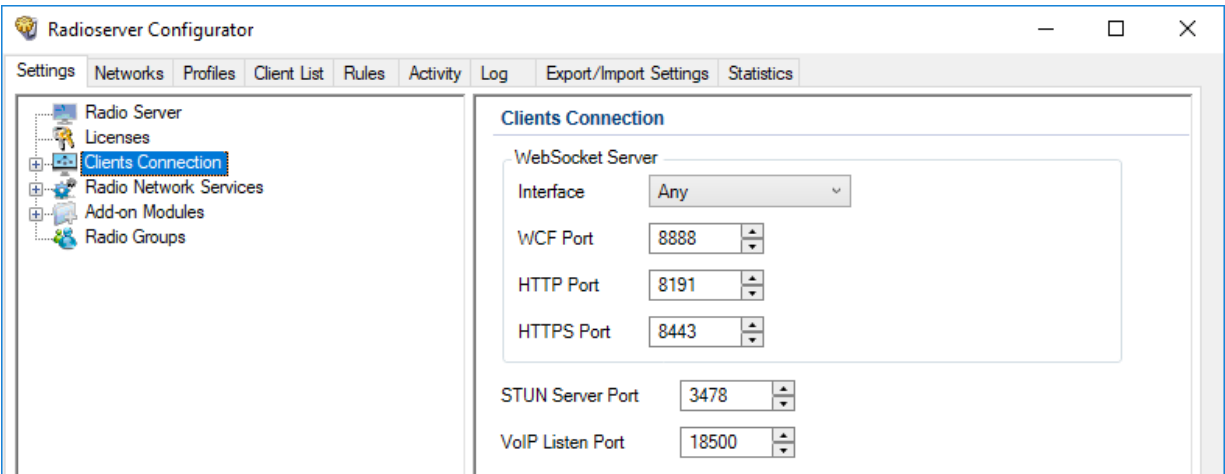 Radioserver Configurator
Settings Networks Profiles Client List Rules Activity Log Export/Import Settings Statistics
Radio Server
Licenses
Clients Connection
Radio Network Services
Add-on Modules
Radio Groups
Clients Connection
WebSocket Server
Interface Any
WCF Port 8888
HTTP Port 8191
HTTPS Port 8443
STUN Server Port 3478
VoIP Listen Port 18500